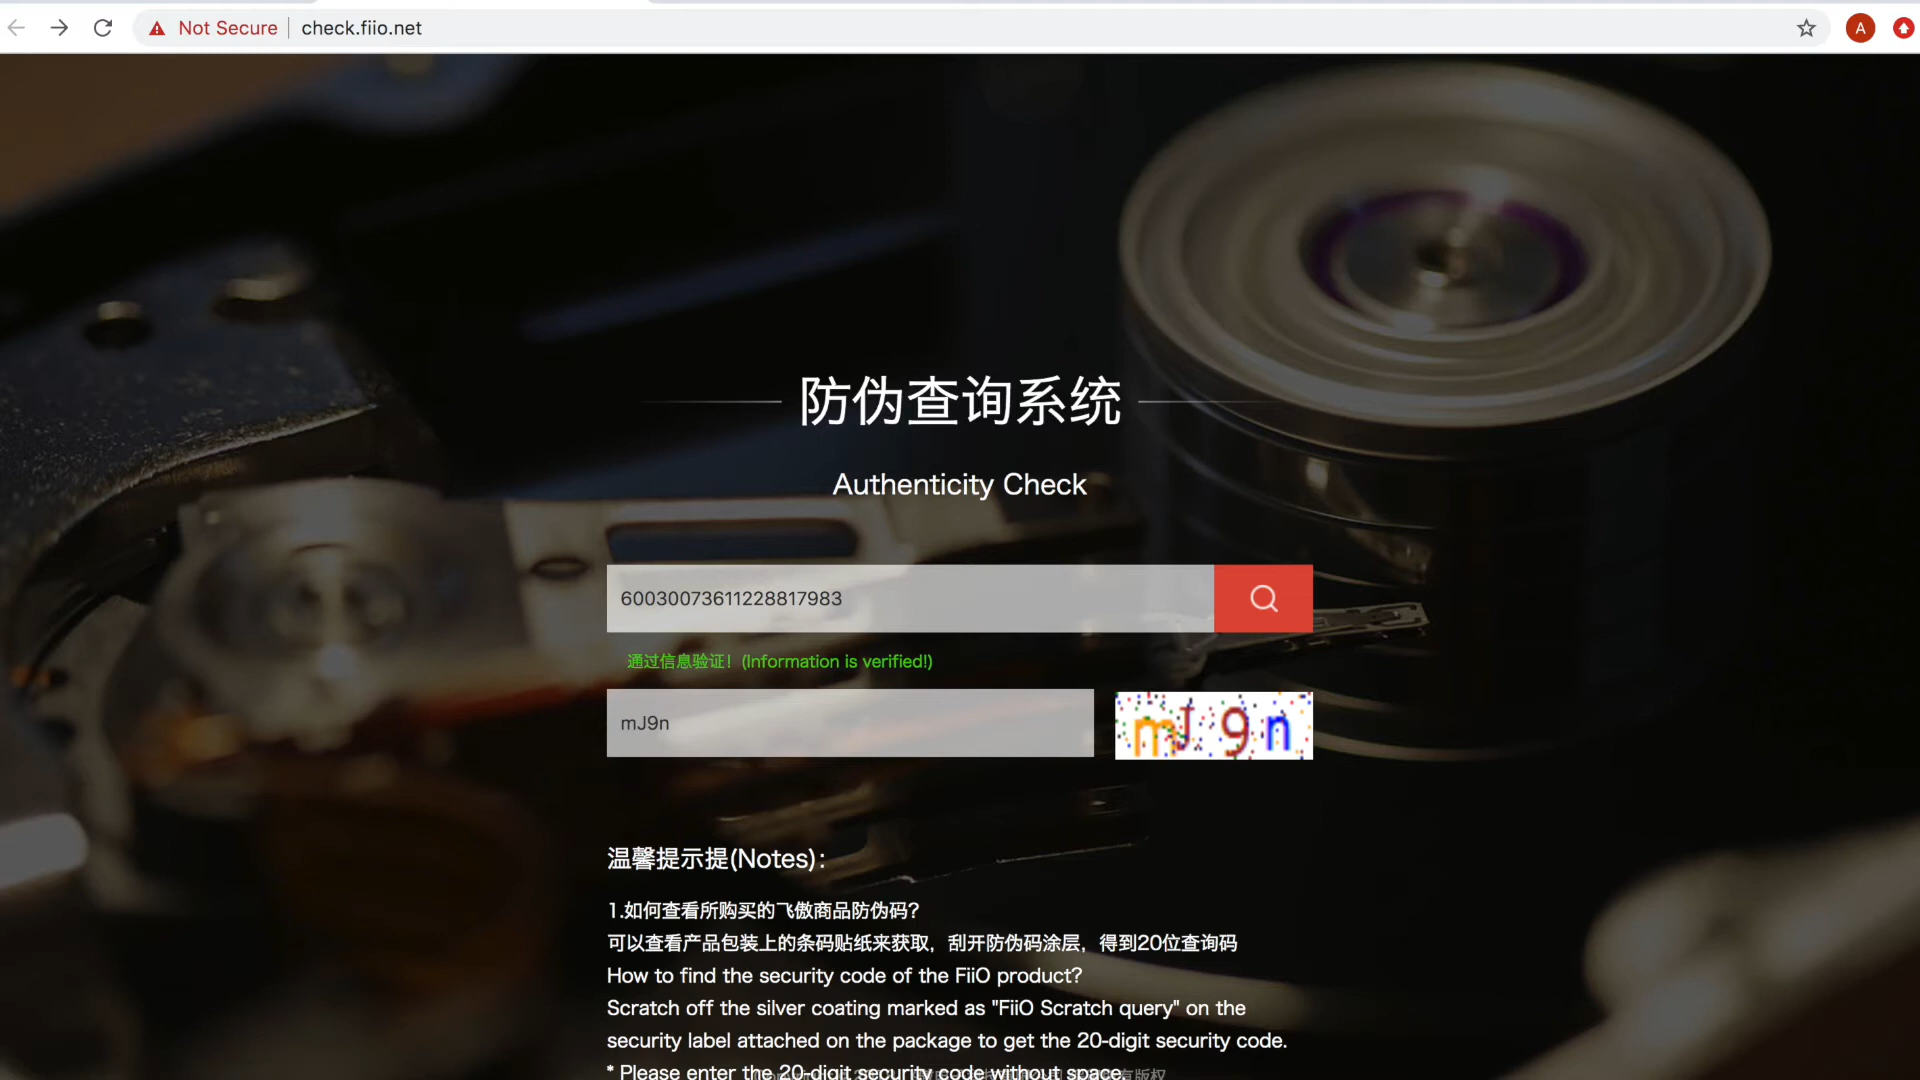 Not Secure
check.fiio.net
A
防伪查询系统
Authenticity Check
60030073611228817983
通过信息验证！(Information is verified!)
mJ9n
mJ9n
温馨提示提(Notes)：
1.如何查看所购买的飞傲商品防伪码？
可以查看产品包装上的条码贴纸来获取，刮开防伪码涂层，得到20位查询码
How to find the security code of the FiiO product?
Scratch off the silver coating marked as "FiiO Scratch query" on the
security label attached on the package to get the 20-digit security code.
* Please enter the 20-digit security code without space.